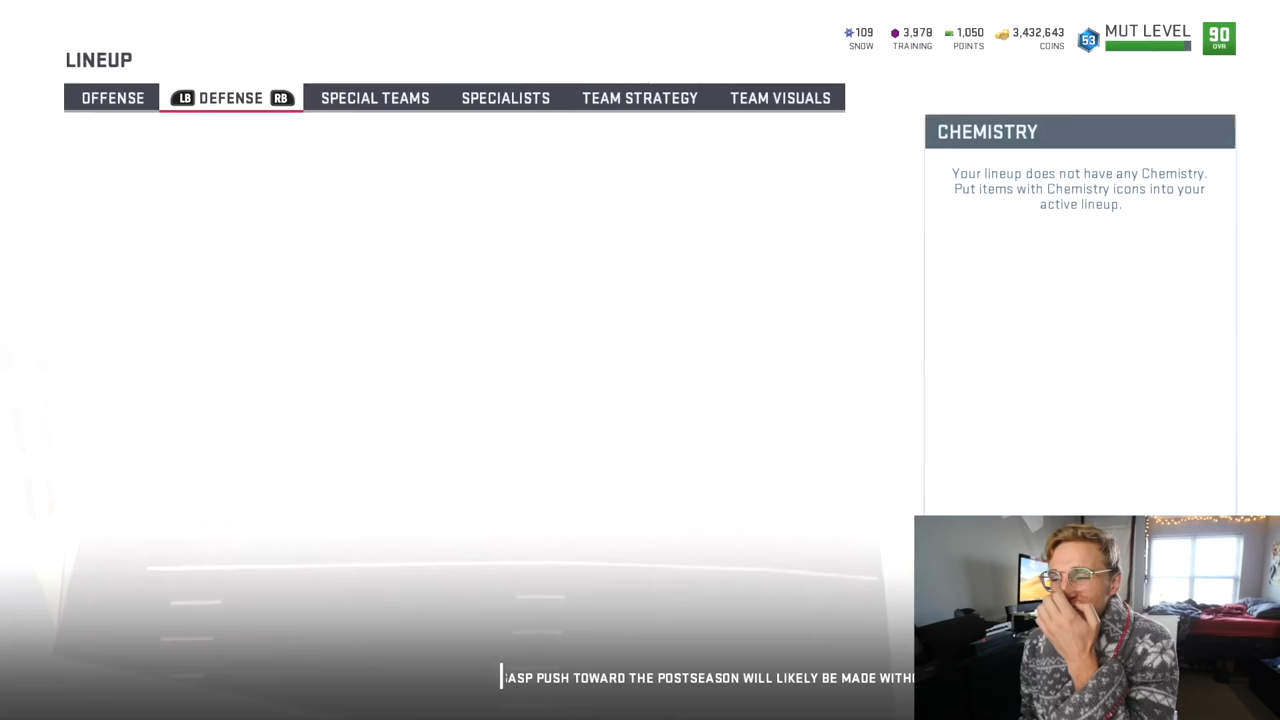 LINEUP
109 SNOW
3,978 TRAINING
1,050 POINTS
3,432,643 COINS
53 MUT LEVEL
90 OVR
OFFENSE LB DEFENSE RB SPECIAL TEAMS SPECIALISTS TEAM STRATEGY TEAM VISUALS
CHEMISTRY
Your lineup does not have any Chemistry.
Put items with Chemistry icons into your
active lineup.
PUSH TOWARD THE POSTSEASON WILL LIKELY BE MADE